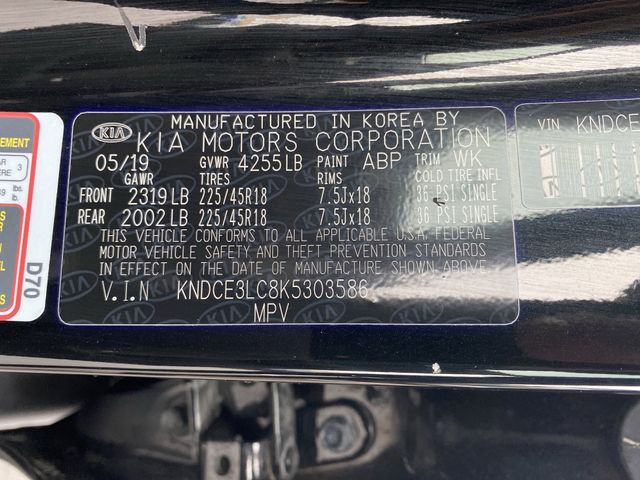 MANUFACTURED IN KOREA BY
KIA KIA MOTORS CORPORATION
05/19 GVWR 4255LB PAINT ABP TRIM WK
GAWR TIRES RIMS COLD TIRE INFL
FRONT 2319LB 225/45R18 7.5Jx18 36 PSI SINGLE
REAR 2002LB 225/45R18 7.5Jx18 36 PSI SINGLE
THIS VEHICLE CONFORMS TO ALL APPLICABLE U.S.A. FEDERAL
MOTOR VEHICLE SAFETY AND THEFT PREVENTION STANDARDS
IN EFFECT ON THE DATE OF MANUFACTURE SHOWN ABOVE.
V.I.N KNDCE3LC8K5303586
MPV
VIN KNDCE
D70
3
lbs.